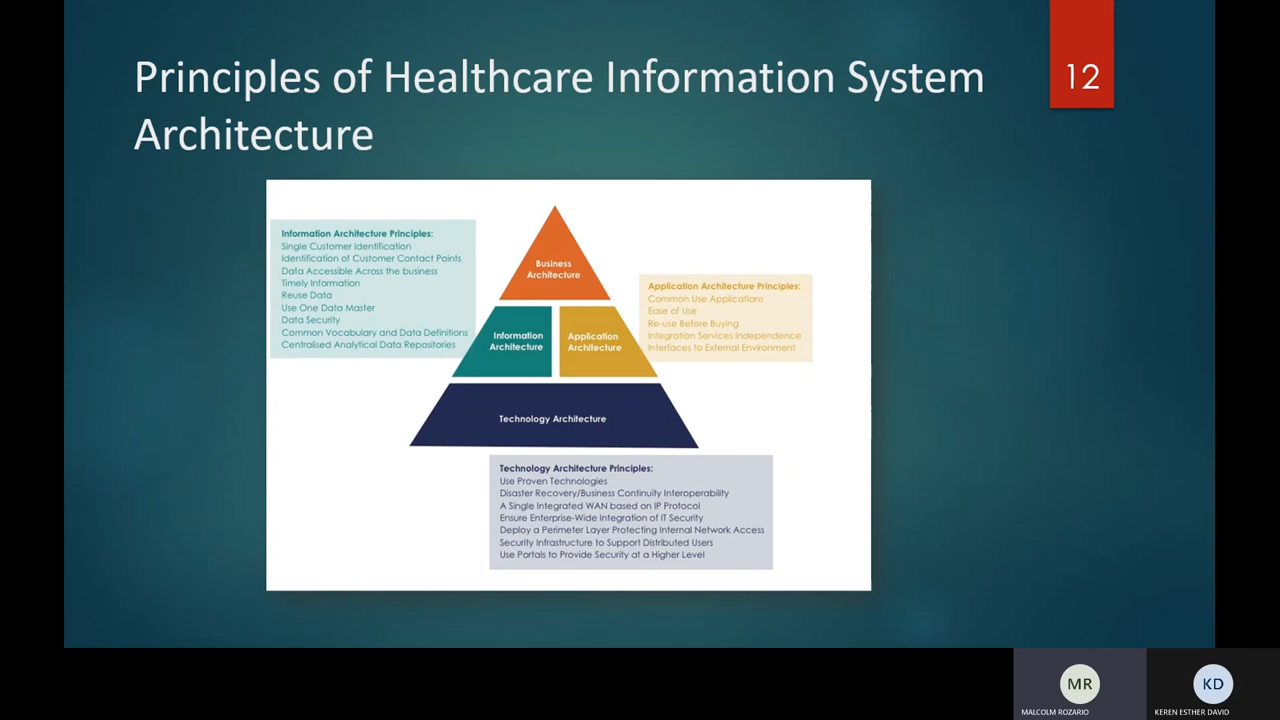 Principles of Healthcare Information System
Architecture
12
Information Architecture Principles:
Single Customer Identification
Identification of Customer Contact Points
Data Accessible Across the business
Timely Information
Reuse Data
Use One Data Master
Data Security
Common Vocabulary and Data Definitions
Centralised Analytical Data Repositories
Business
Architecture
Information
Architecture
Application
Architecture
Application Architecture Principles:
Common Use Applications
Ease of Use
Re-use Before Buying
Integration Services Independence
Interfaces to External Environment
Technology Architecture
Technology Architecture Principles:
Use Proven Technologies
Disaster Recovery/Business Continuity Interoperability
A Single Integrated WAN based on IP Protocol
Ensure Enterprise-Wide Integration of IT Security
Deploy a Perimeter Layer Protecting Internal Network Access
Security Infrastructure to Support Distributed Users
Use Portals to Provide Security at a Higher Level
MR
MALCOLM ROZARIO
KD
KEREN ESTHER DAVID